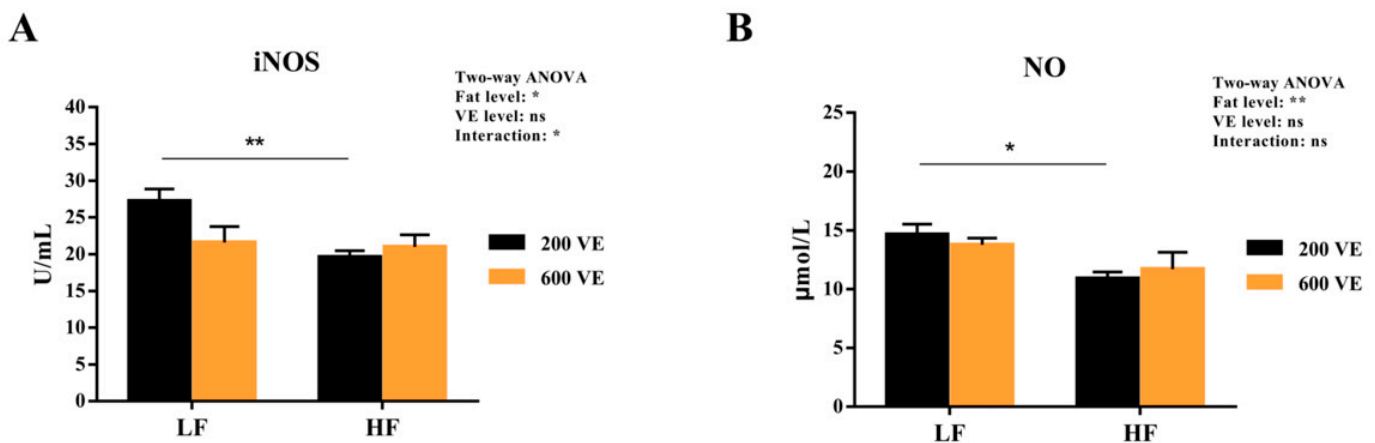 A
iNOS
Two-way ANOVA
Fat level: *
VE level: ns
Interaction: *
40
35
30
25
20
15
10
5
0
U/mL
**
LF
HF
200 VE
600 VE
B
NO
Two-way ANOVA
Fat level: **
VE level: ns
Interaction: ns
25
20
15
10
5
0
μmol/L
*
LF
HF
200 VE
600 VE